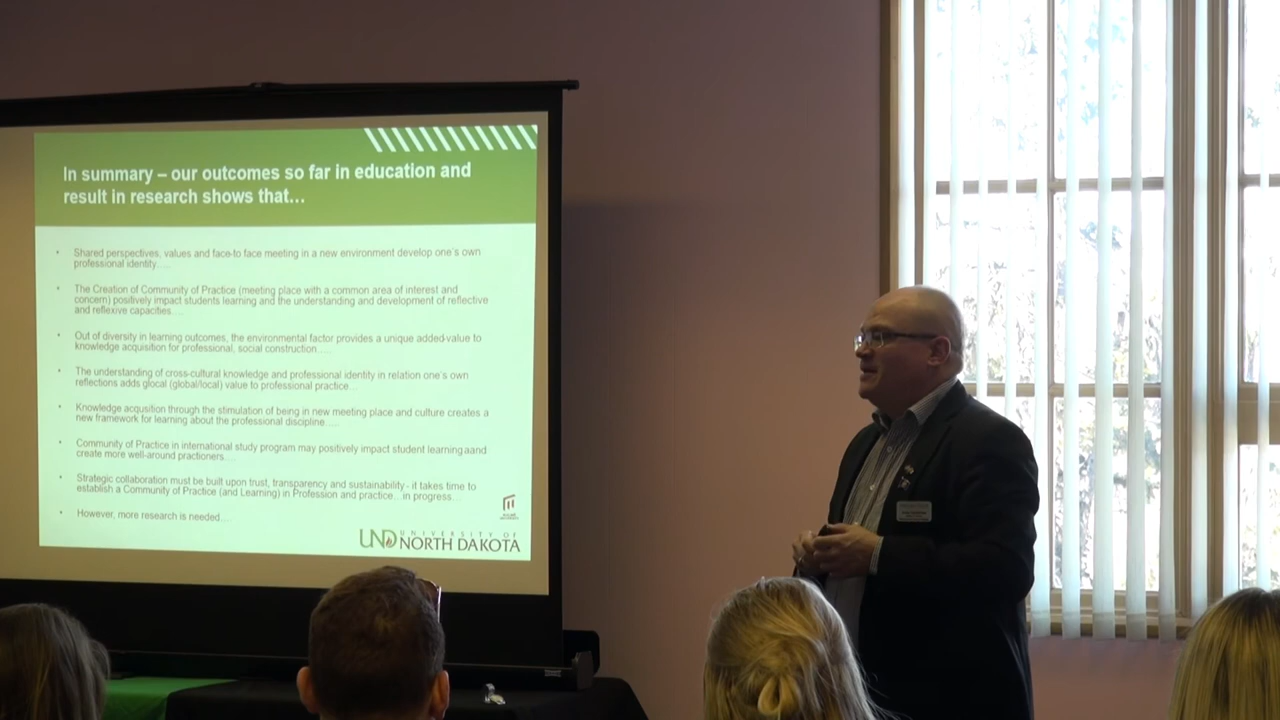 In summary – our outcomes so far in education and
result in research shows that…
• Shared perspectives, values and face-to face meeting in a new environment develop one's own
professional identity…..
• The Creation of Community of Practice (meeting place with a common area of interest and
concern) positively impact students learning and the understanding and development of reflective
and reflexive capacities….
• Out of diversity in learning outcomes, the environmental factor provides a unique added-value to
knowledge acquisition for professional, social construction…..
• The understanding of cross-cultural knowledge and professional identity in relation one's own
reflections adds glocal (global/local) value to professional practice…
• Knowledge acqusition through the stimulation of being in new meeting place and culture creates a
new framework for learning about the professional discipline…..
• Community of Practice in international study program may positively impact student learning aand
create more well-around practioners….
• Strategic collaboration must be built upon trust, transparency and sustainability - it takes time to
establish a Community of Practice (and Learning) in Profession and practice… in progress…
• However, more research is needed….
UND UNIVERSITY OF
NORTH DAKOTA